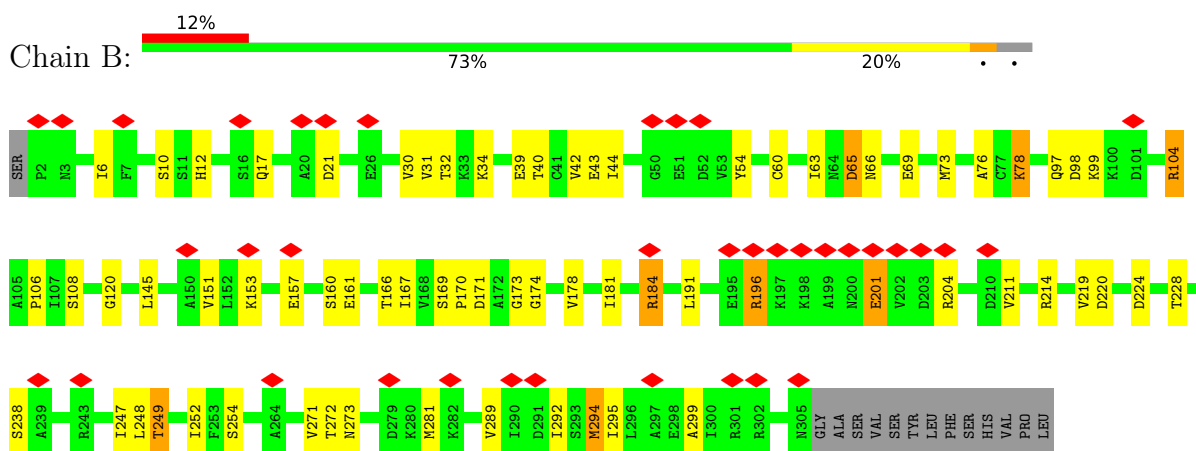 12%
Chain B:
73% 20% • •
SER P2 N3 I6 F7 S10 S11 H12 S16 Q17 A20 D21 E26 V30 V31 T32 K33 K34 E39 T40 C41 V42 E43 I44 G50 E51 D52 V53 Y54 C60 I63 N64 D65 N66 E69 M73 A76 C77 K78 Q97 D98 K99 K100 D101 R104
A105 P106 I107 S108 G120 L145 A150 V151 L152 K153 E157 S160 E161 T166 I167 V168 S169 P170 D171 A172 G173 G174 V178 I181 R184 L191 E195 R196 K197 K198 A199 N200 E201 V202 D203 R204 D210 V211 R214 V219 D220 D224 T228
S238 A239 R243 I247 L248 T249 I252 F253 S254 A264 V271 T272 N273 D279 K280 M281 K282 V289 I290 D291 I292 S293 M294 I295 L296 A297 E298 A299 I300 R301 R302 N305 GLY ALA SER VAL SER TYR LEU PHE SER HIS VAL PRO LEU